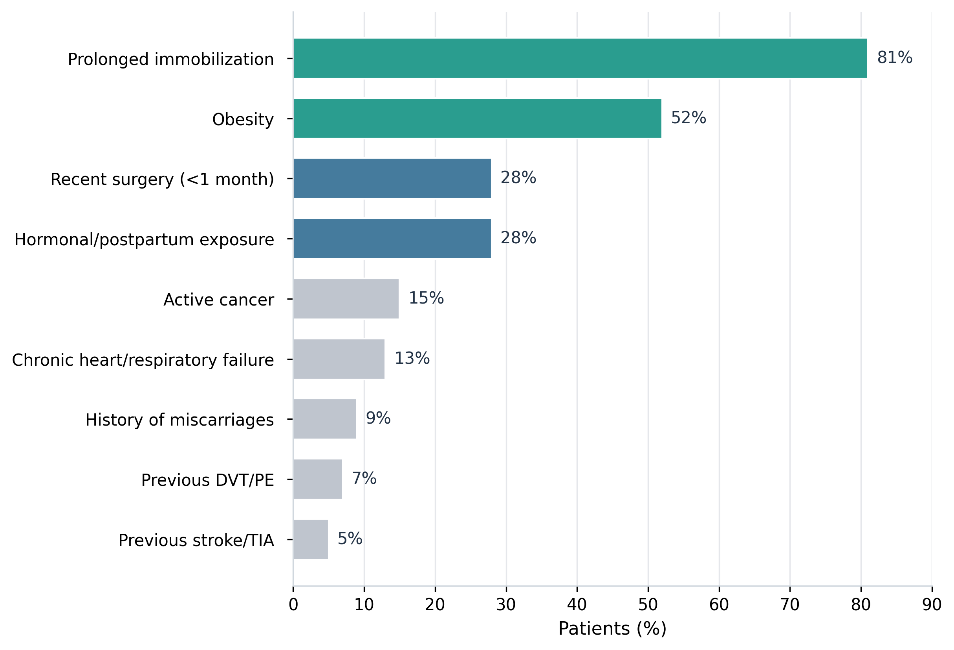 Prolonged immobilization 81%
Obesity 52%
Recent surgery (<1 month) 28%
Hormonal/postpartum exposure 28%
Active cancer 15%
Chronic heart/respiratory failure 13%
History of miscarriages 9%
Previous DVT/PE 7%
Previous stroke/TIA 5%
0 10 20 30 40 50 60 70 80 90
Patients (%)